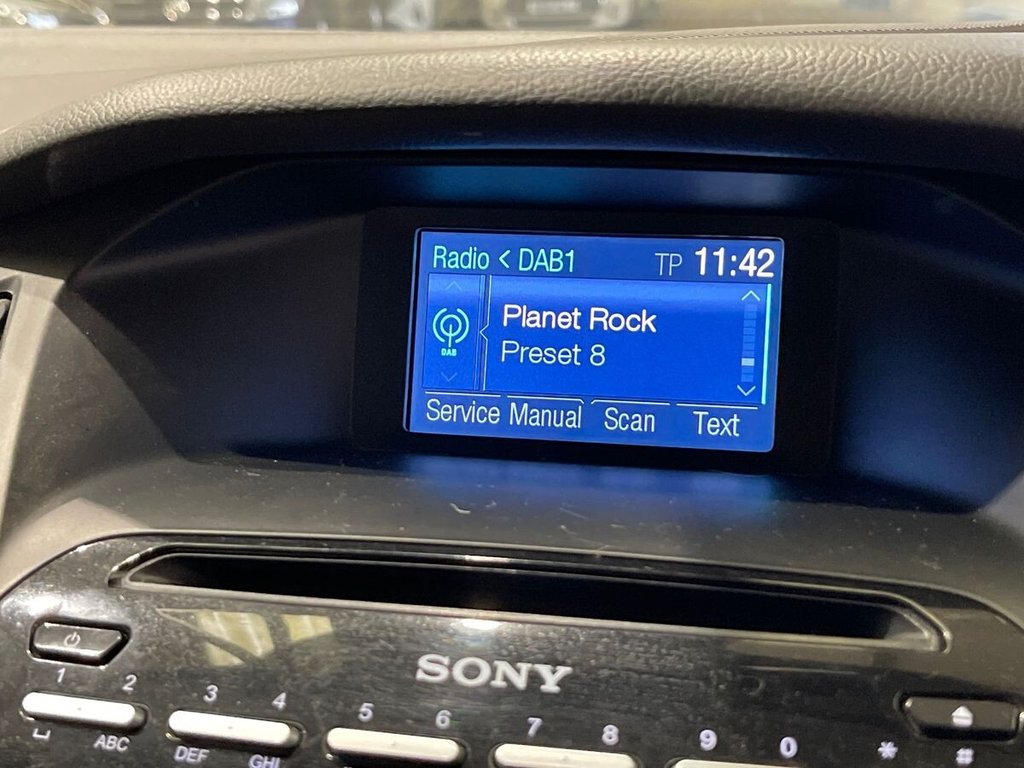 Radio < DAB1 TP 11:42
DAB
Planet Rock
Preset 8
Service Manual Scan Text
SONY
1 2 3 4 5 6 7 8 9 0 * #
ABC DEF GHI